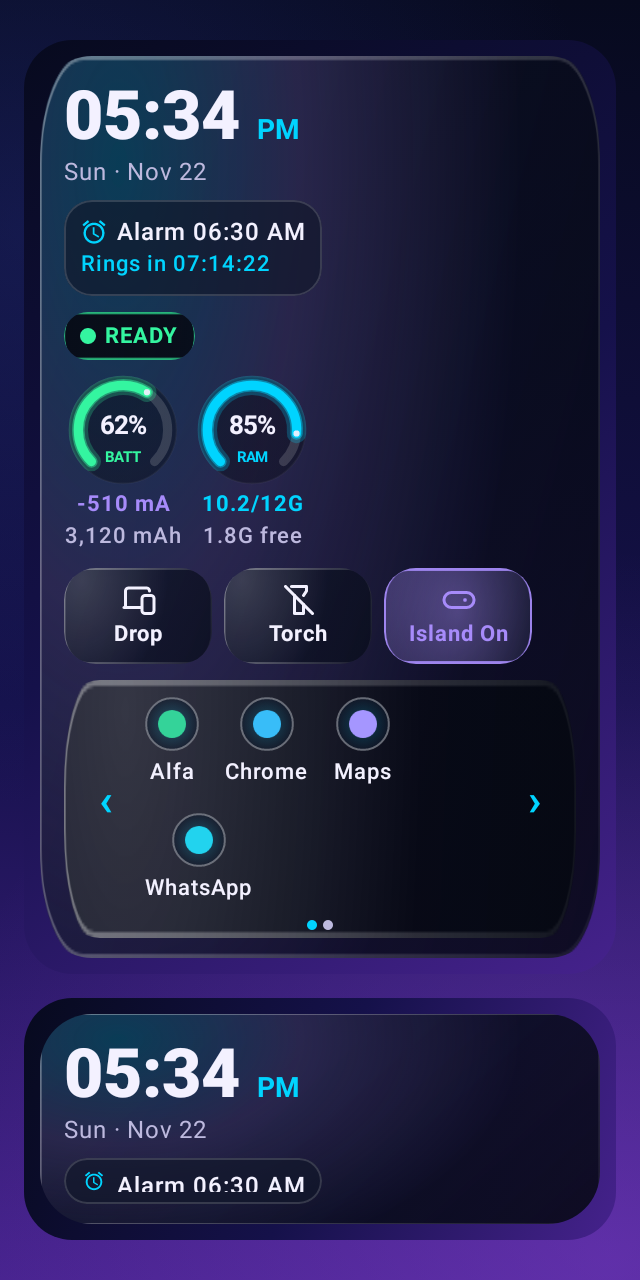 05:34 PM
Sun · Nov 22
Alarm 06:30 AM
Rings in 07:14:22
READY
62% 85%
BATT RAM
-510 mA 10.2/12G
3,120 mAh 1.8G free
Drop Torch Island On
Alfa Chrome Maps
‹ ›
WhatsApp
05:34 PM
Sun · Nov 22
Alarm 06:30 AM